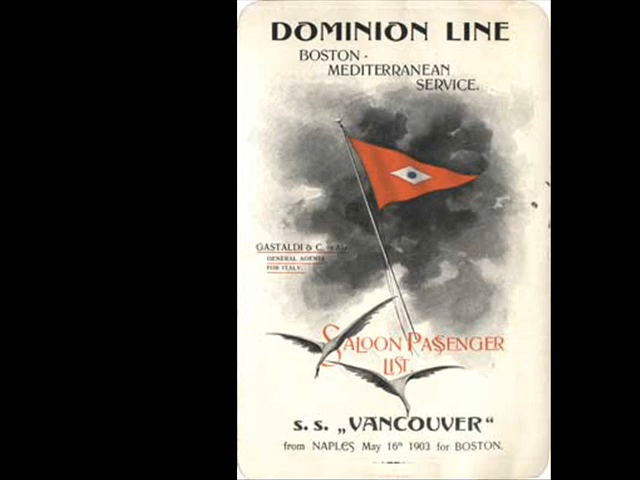 DOMINION LINE
BOSTON -
MEDITERRANEAN
SERVICE.
GASTALDI & C.
GENERAL AGENTS
FOR ITALY.
SALOON PASSENGER
LIST.
S. S. „VANCOUVER“
from NAPLES May 16th 1903 for BOSTON.